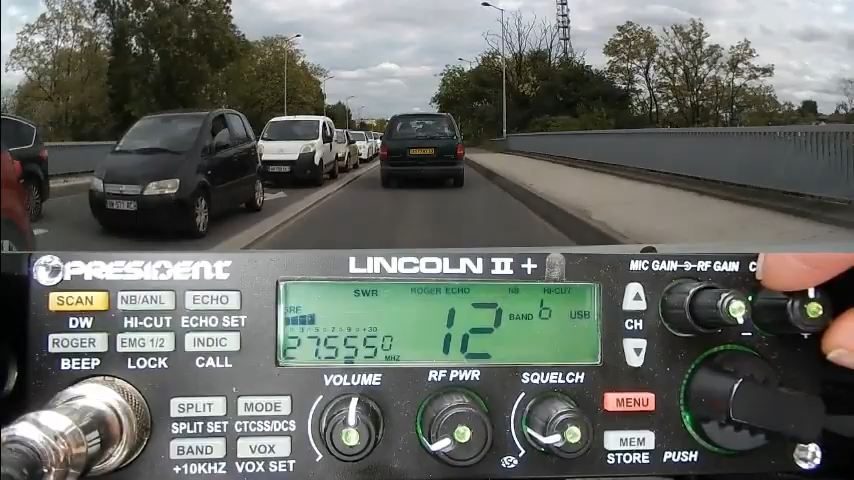 PRESIDENT
LINCOLN II +
MIC GAIN RF GAIN C
SCAN NB/ANL ECHO
DW HI-CUT ECHO SET
ROGER EMG 1/2 INDIC
BEEP LOCK CALL
SWR ROGER ECHO NB HI-CUT
27.5550 MHZ 12 BAND b USB
CH
VOLUME RF PWR SQUELCH
SPLIT MODE
SPLIT SET CTCSS/DCS
BAND VOX
+10KHZ VOX SET
ASC
MENU
MEM
STORE PUSH